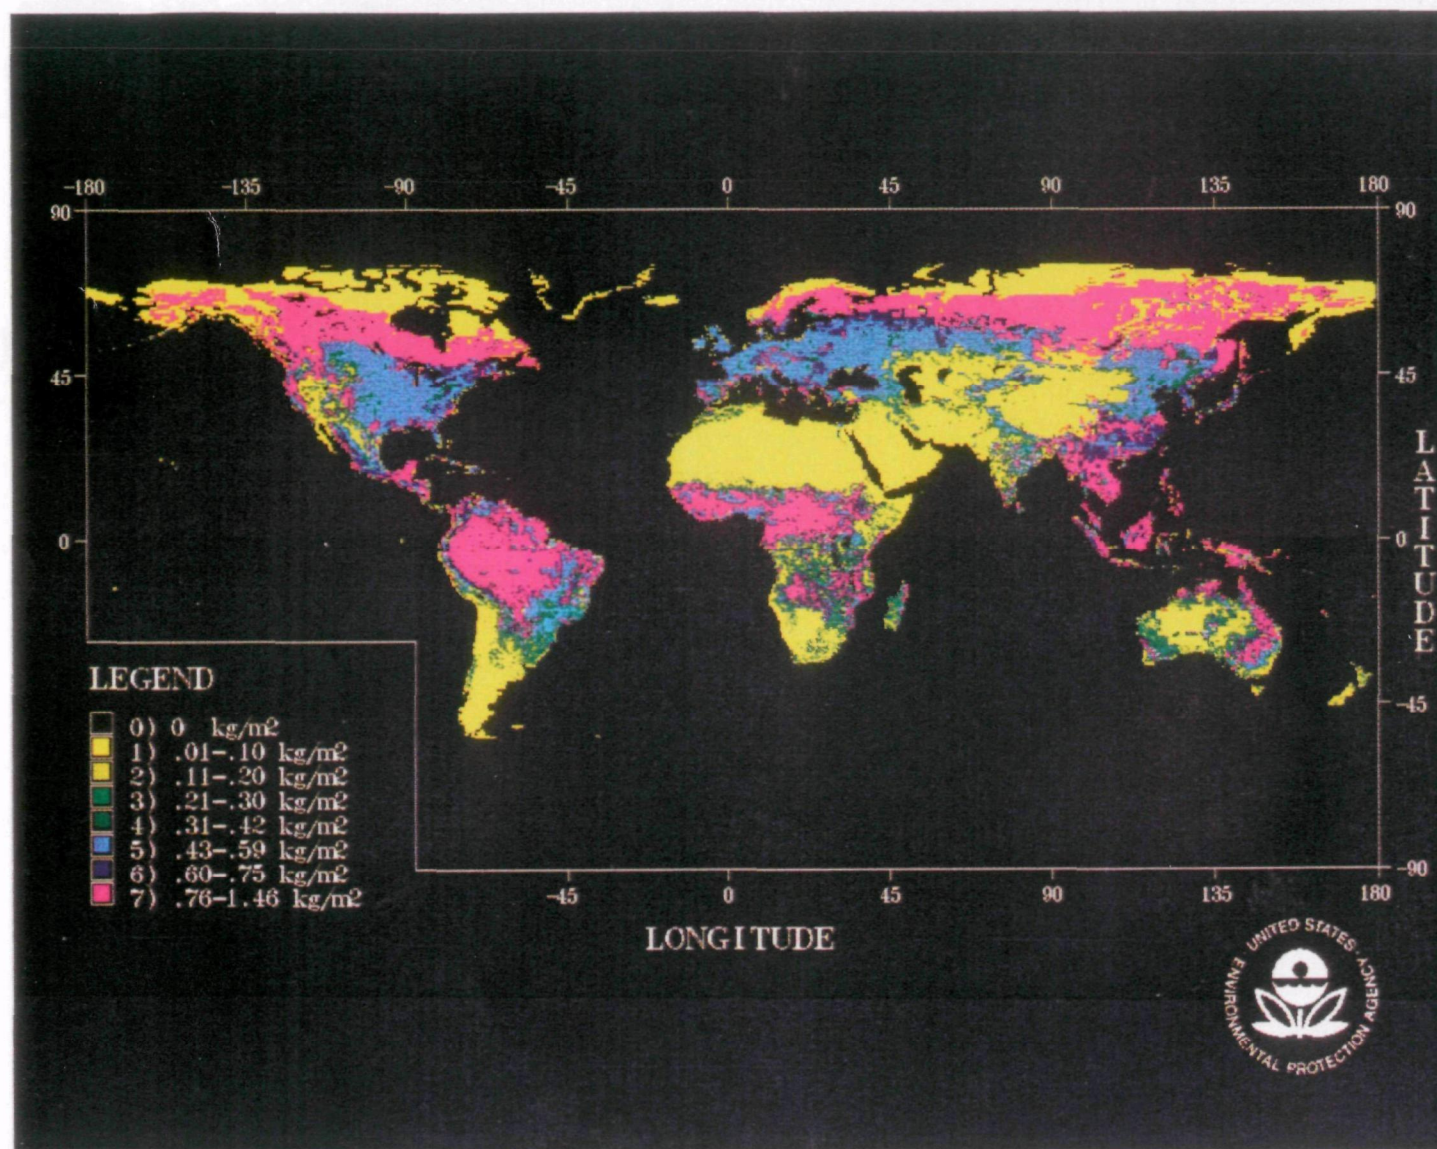 -180 -135 -90 -45 0 45 90 135 180
90 90
45 45
0 0
-45
-90
LATITUDE
LEGEND
0) 0 kg/m2
1) .01-.10 kg/m2
2) .11-.20 kg/m2
3) .21-.30 kg/m2
4) .31-.42 kg/m2
5) .43-.59 kg/m2
6) .60-.75 kg/m2
7) .76-1.46 kg/m2
-45 0 45 90 135 180
LONGITUDE
UNITED STATES
ENVIRONMENTAL PROTECTION AGENCY